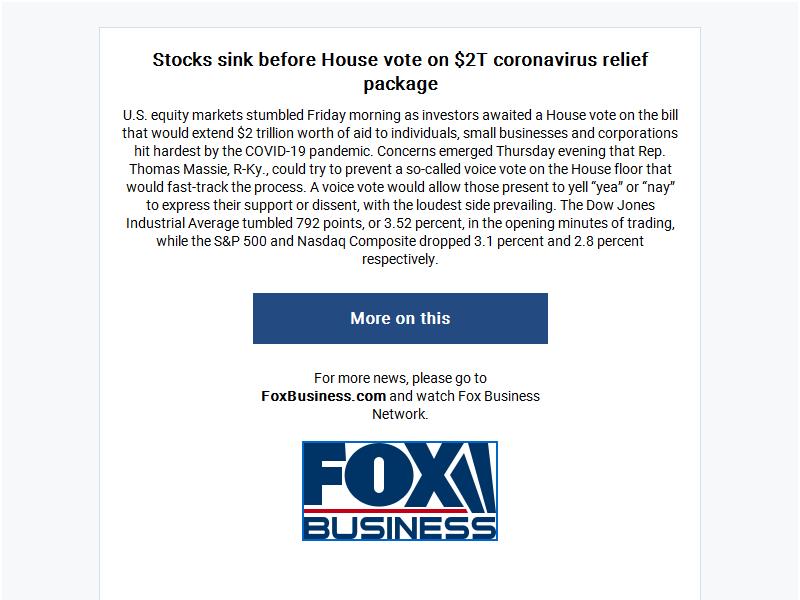 Stocks sink before House vote on $2T coronavirus relief
package
U.S. equity markets stumbled Friday morning as investors awaited a House vote on the bill
that would extend $2 trillion worth of aid to individuals, small businesses and corporations
hit hardest by the COVID-19 pandemic. Concerns emerged Thursday evening that Rep.
Thomas Massie, R-Ky., could try to prevent a so-called voice vote on the House floor that
would fast-track the process. A voice vote would allow those present to yell “yea” or “nay”
to express their support or dissent, with the loudest side prevailing. The Dow Jones
Industrial Average tumbled 792 points, or 3.52 percent, in the opening minutes of trading,
while the S&P 500 and Nasdaq Composite dropped 3.1 percent and 2.8 percent
respectively.
More on this
For more news, please go to
FoxBusiness.com and watch Fox Business
Network.
FOX
BUSINESS